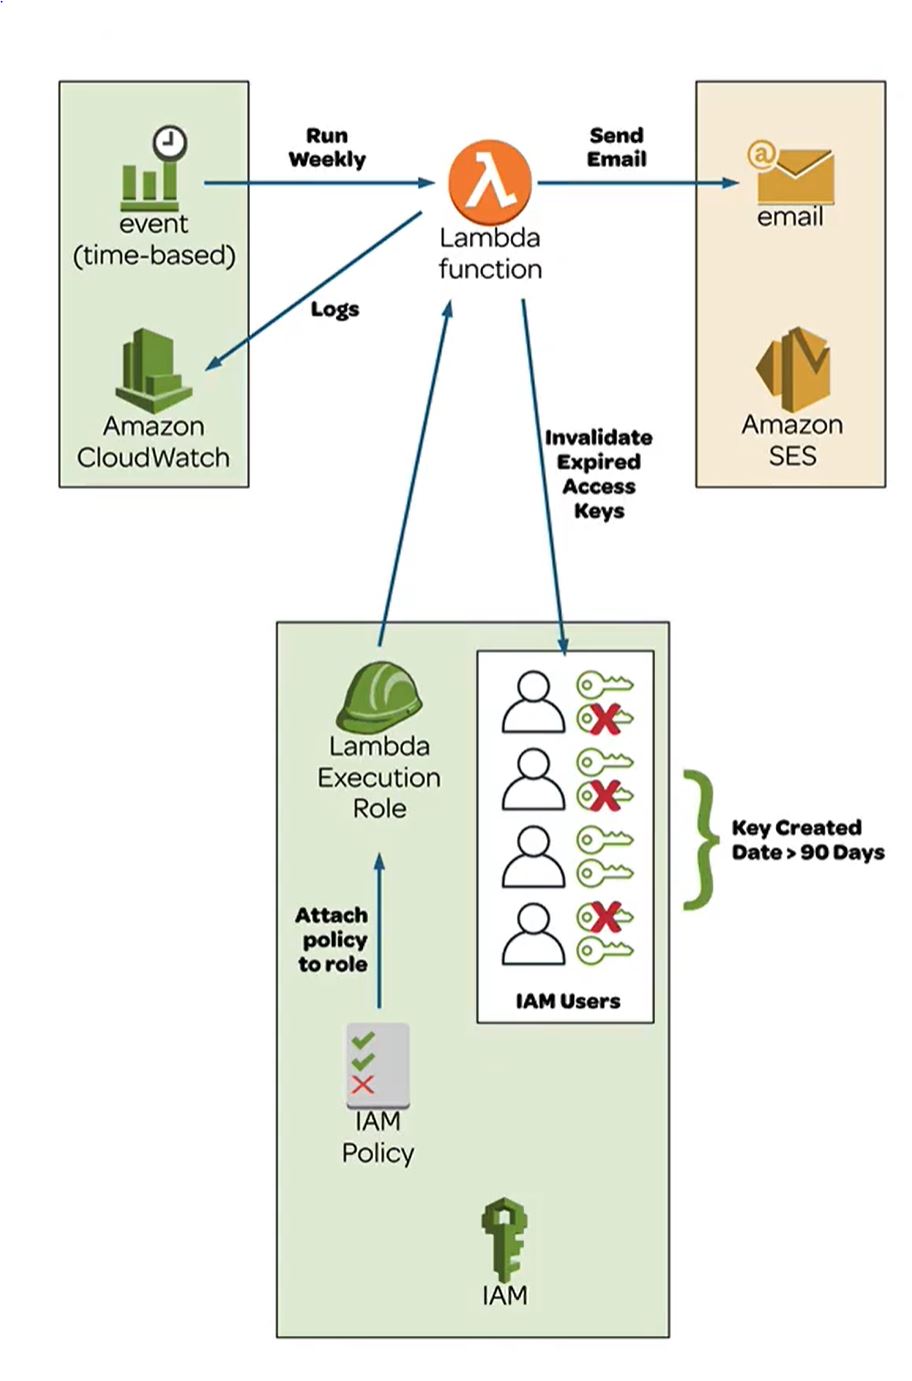 Run
Weekly
Send
Email
event
(time-based)
Lambda
function
email
Logs
Amazon
CloudWatch
Amazon
SES
Invalidate
Expired
Access
Keys
Lambda
Execution
Role
Key Created
Date > 90 Days
Attach
policy
to role
IAM Users
IAM
Policy
IAM